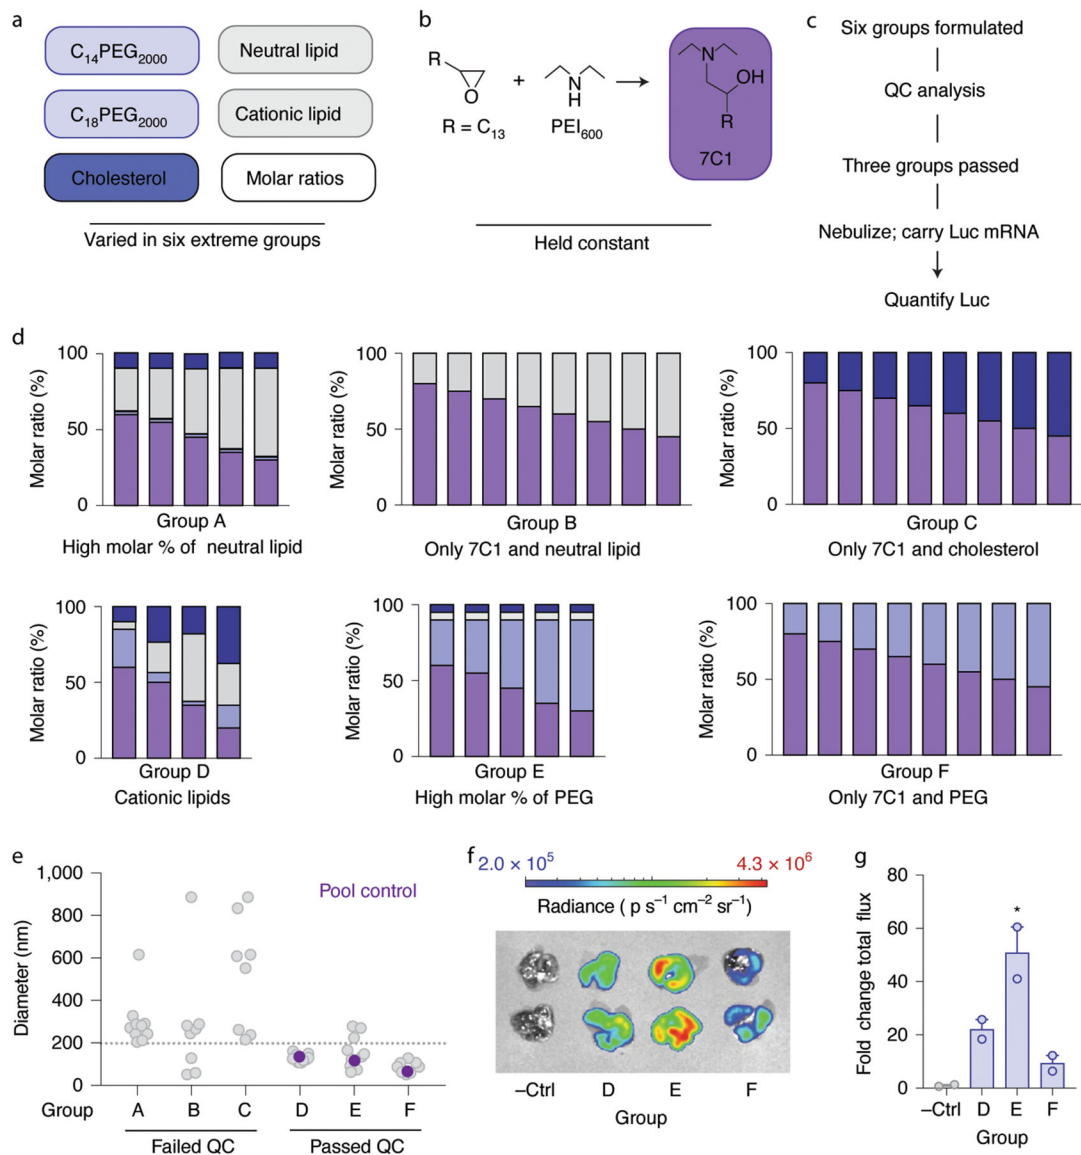 a
C14PEG2000
Neutral lipid
C18PEG2000
Cationic lipid
Cholesterol
Molar ratios
Varied in six extreme groups
b
R
O
R = C13
+
N
H
PEI600
N
OH
R
7C1
Held constant
c
Six groups formulated
QC analysis
Three groups passed
Nebulize; carry Luc mRNA
Quantify Luc
d
Molar ratio (%)
100
50
0
Group A
High molar % of neutral lipid
Molar ratio (%)
100
50
0
Group B
Only 7C1 and neutral lipid
Molar ratio (%)
100
50
0
Group C
Only 7C1 and cholesterol
Molar ratio (%)
100
50
0
Group D
Cationic lipids
Molar ratio (%)
100
50
0
Group E
High molar % of PEG
Molar ratio (%)
100
50
0
Group F
Only 7C1 and PEG
e
Diameter (nm)
1,000
800
600
400
200
0
Pool control
Group A B C D E F
Failed QC Passed QC
f
2.0 × 10⁵ 4.3 × 10⁶
Radiance ( p s⁻¹ cm⁻² sr⁻¹)
–Ctrl D E F
Group
g
Fold change total flux
80
60
40
20
0
*
–Ctrl D E F
Group